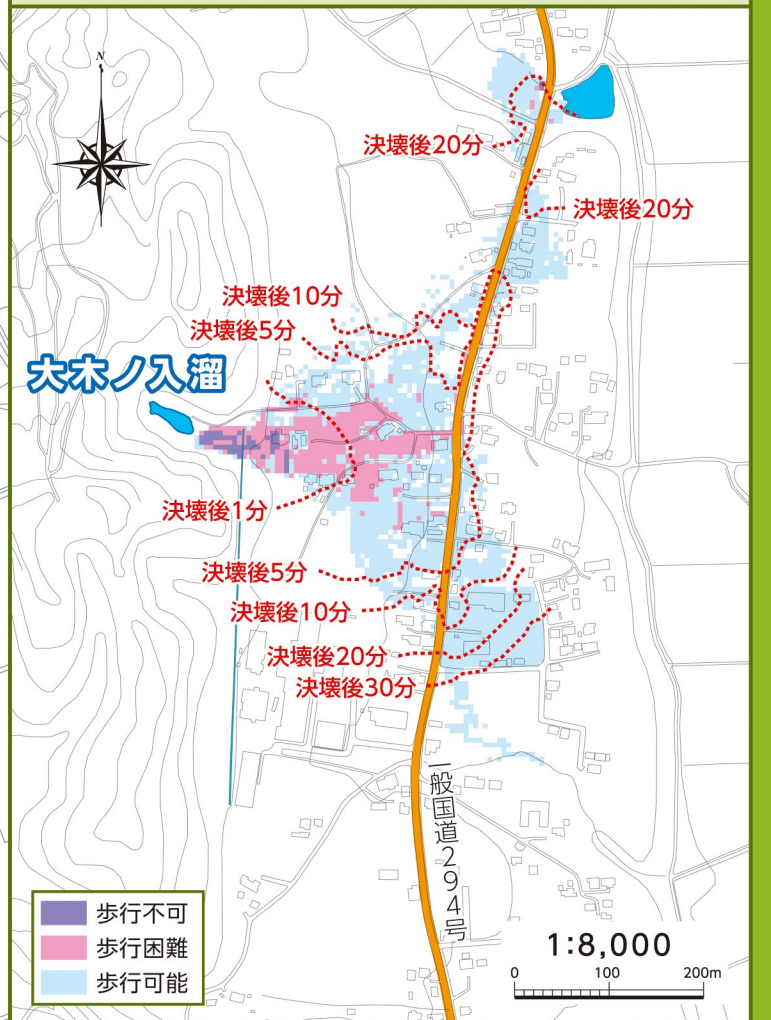 N
決壊後20分
決壊後20分
決壊後10分
決壊後5分
大木ノ入溜
決壊後1分
決壊後5分
決壊後10分
決壊後20分
決壊後30分
一般国道294号
歩行不可
歩行困難
歩行可能
1:8,000
0 100 200m